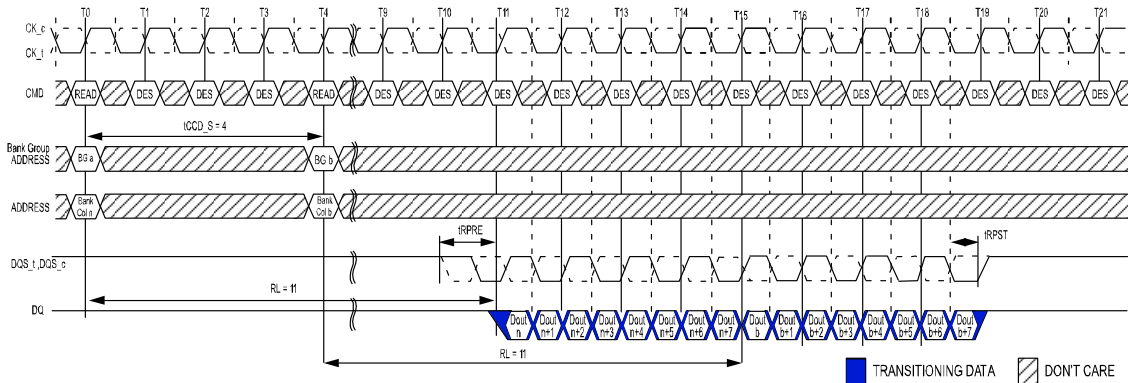 T0 T1 T2 T3 T4 T9 T10 T11 T12 T13 T14 T15 T16 T17 T18 T19 T20 T21
CK_c
CK_t
CMD READ DES DES DES READ DES DES DES DES DES DES DES DES DES DES DES DES DES
tCCD_S = 4
Bank Group
ADDRESS BG a BG b
ADDRESS Bank Col n Bank Col b
tRPRE tRPST
DQS_t ,DQS_c
RL = 11
DQ Dout n Dout n+1 Dout n+2 Dout n+3 Dout n+4 Dout n+5 Dout n+6 Dout n+7 Dout b Dout b+1 Dout b+2 Dout b+3 Dout b+4 Dout b+5 Dout b+6 Dout b+7
RL = 11
TRANSITIONING DATA DON'T CARE